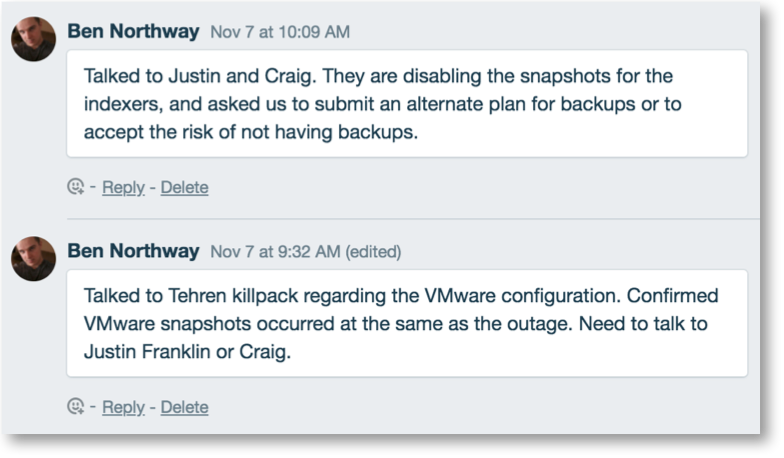 Ben Northway Nov 7 at 10:09 AM
Talked to Justin and Craig. They are disabling the snapshots for the
indexers, and asked us to submit an alternate plan for backups or to
accept the risk of not having backups.
- Reply - Delete
Ben Northway Nov 7 at 9:32 AM (edited)
Talked to Tehren killpack regarding the VMware configuration. Confirmed
VMware snapshots occurred at the same as the outage. Need to talk to
Justin Franklin or Craig.
- Reply - Delete